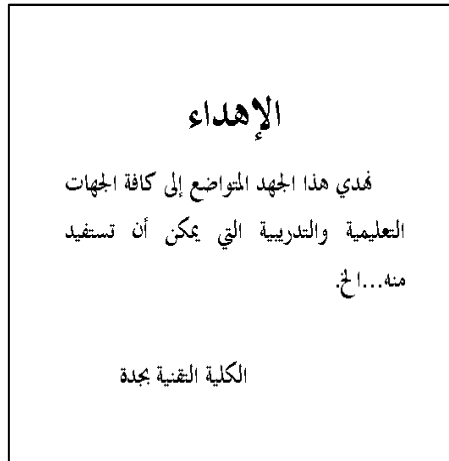 الإهداء
نهدي هذا الجهد المتواضع إلى كافة الجهات
التعليمية والتدريبية التي يمكن أن تستفيد
منه...الخ.
الكلية التقنية بجدة